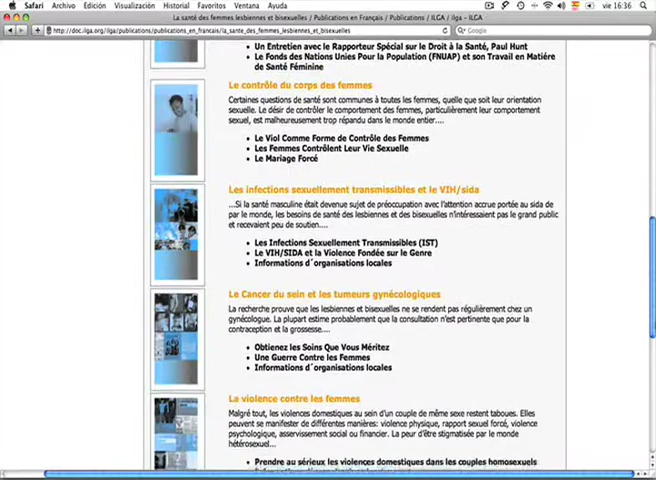 Safari Archivo Edición Visualización Historial Favoritos Ventana Ayuda vie 16:36
La santé des femmes lesbiennes et bisexuelles / Publications en Français / Publications / ILGA / ilga - ILGA
http://doc.ilga.org/ilga/publications/publications_en_francais/la_sante_des_femmes_lesbiennes_et_bisexuelles
Google
Un Entretien avec le Rapporteur Spécial sur le Droit à la Santé, Paul Hunt
Le Fonds des Nations Unies Pour la Population (FNUAP) et son Travail en Matiére
de Santé Féminine
Le contrôle du corps des femmes
Certaines questions de santé sont communes à toutes les femmes, quelle que soit leur orientation
sexuelle. Le désir de contrôler le comportement des femmes, particulièrement leur comportement
sexuel, est malheureusement trop répandu dans le monde entier....
Le Viol Comme Forme de Contrôle des Femmes
Les Femmes Contrôlent Leur Vie Sexuelle
Le Mariage Forcé
Les infections sexuellement transmissibles et le VIH/sida
...Si la santé masculine était devenue sujet de préoccupation avec l'attention accrue portée au sida de
par le monde, les besoins de santé des lesbiennes et des bisexuelles n'intéressaient pas le grand public
et recevaient peu de soutien....
Les Infections Sexuellement Transmissibles (IST)
Le VIH/SIDA et la Violence Fondée sur le Genre
Informations d´organisations locales
Le Cancer du sein et les tumeurs gynécologiques
La recherche prouve que les lesbiennes et bisexuelles ne se rendent pas régulièrement chez un
gynécologue. La plupart estime probablement que la consultation n'est pertinente que pour la
contraception et la grossesse....
Obtienez les Soins Que Vous Méritez
Une Guerre Contre les Femmes
Informations d´organisations locales
La violence contre les femmes
Malgré tout, les violences domestiques au sein d'un couple de même sexe restent taboues. Elles
peuvent se manifester de différentes manières: violence physique, rapport sexuel forcé, violence
psychologique, asservissement social ou financier. La peur d'être stigmatisée par le monde
hétérosexuel...
Prendre au sérieux les violences domestiques dans les couples homosexuels